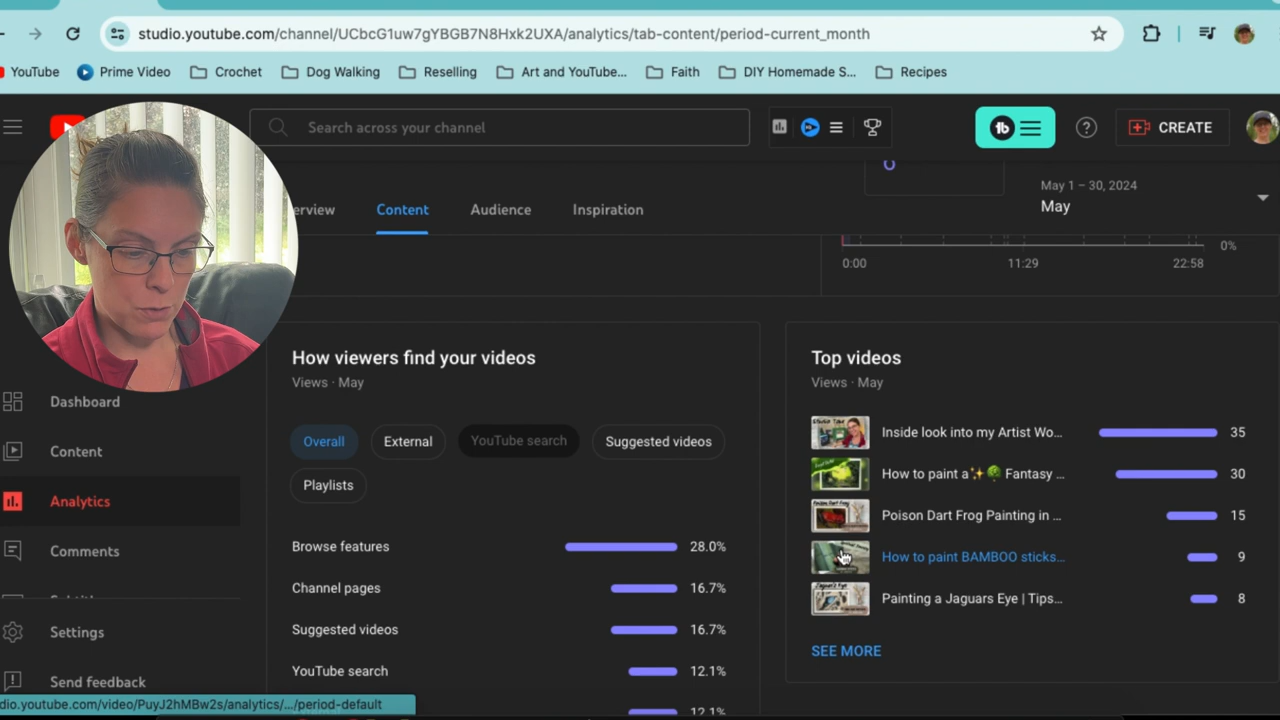 studio.youtube.com/channel/UCbcG1uw7gYBGB7N8Hxk2UXA/analytics/tab-content/period-current_month
YouTube Prime Video Crochet Dog Walking Reselling Art and YouTube... Faith DIY Homemade S... Recipes
Search across your channel
CREATE
erview Content Audience Inspiration
May 1 – 30, 2024
May
0%
0:00 11:29 22:58
Dashboard
Content
Analytics
Comments
Settings
Send feedback
How viewers find your videos
Views · May
Overall External YouTube search Suggested videos
Playlists
Browse features 28.0%
Channel pages 16.7%
Suggested videos 16.7%
YouTube search 12.1%
12.1%
Top videos
Views · May
Inside look into my Artist Wo... 35
How to paint a✨🌳 Fantasy ... 30
Poison Dart Frog Painting in ... 15
How to paint BAMBOO sticks... 9
Painting a Jaguars Eye | Tips... 8
SEE MORE
dio.youtube.com/video/PuyJ2hMBw2s/analytics/.../period-default